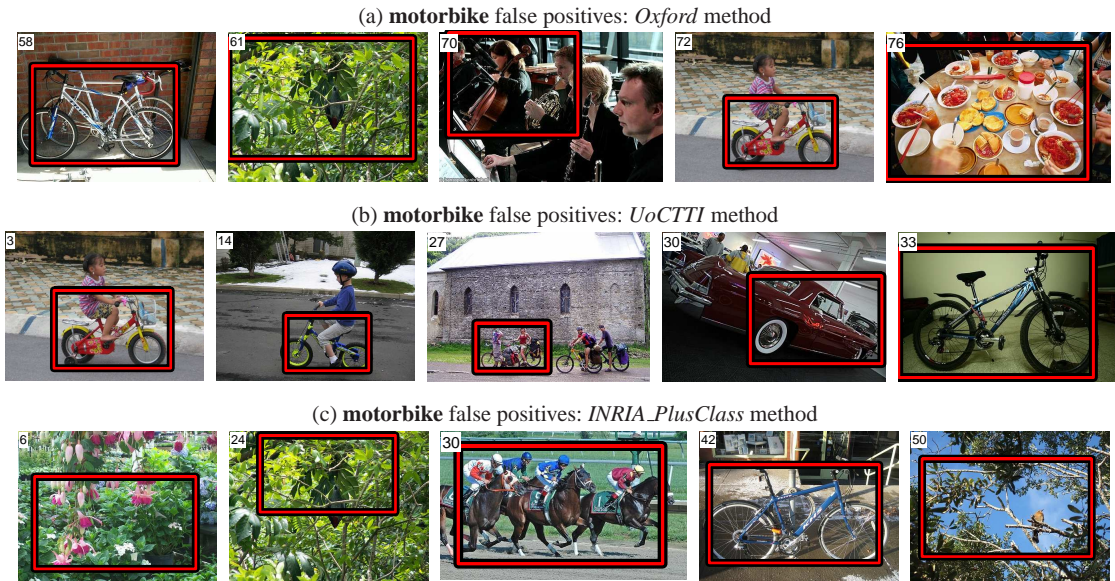 (a) motorbike false positives: Oxford method
58 61 70 72 76
(b) motorbike false positives: UoCTTI method
3 14 27 30 33
(c) motorbike false positives: INRIA_PlusClass method
6 24 30 42 50